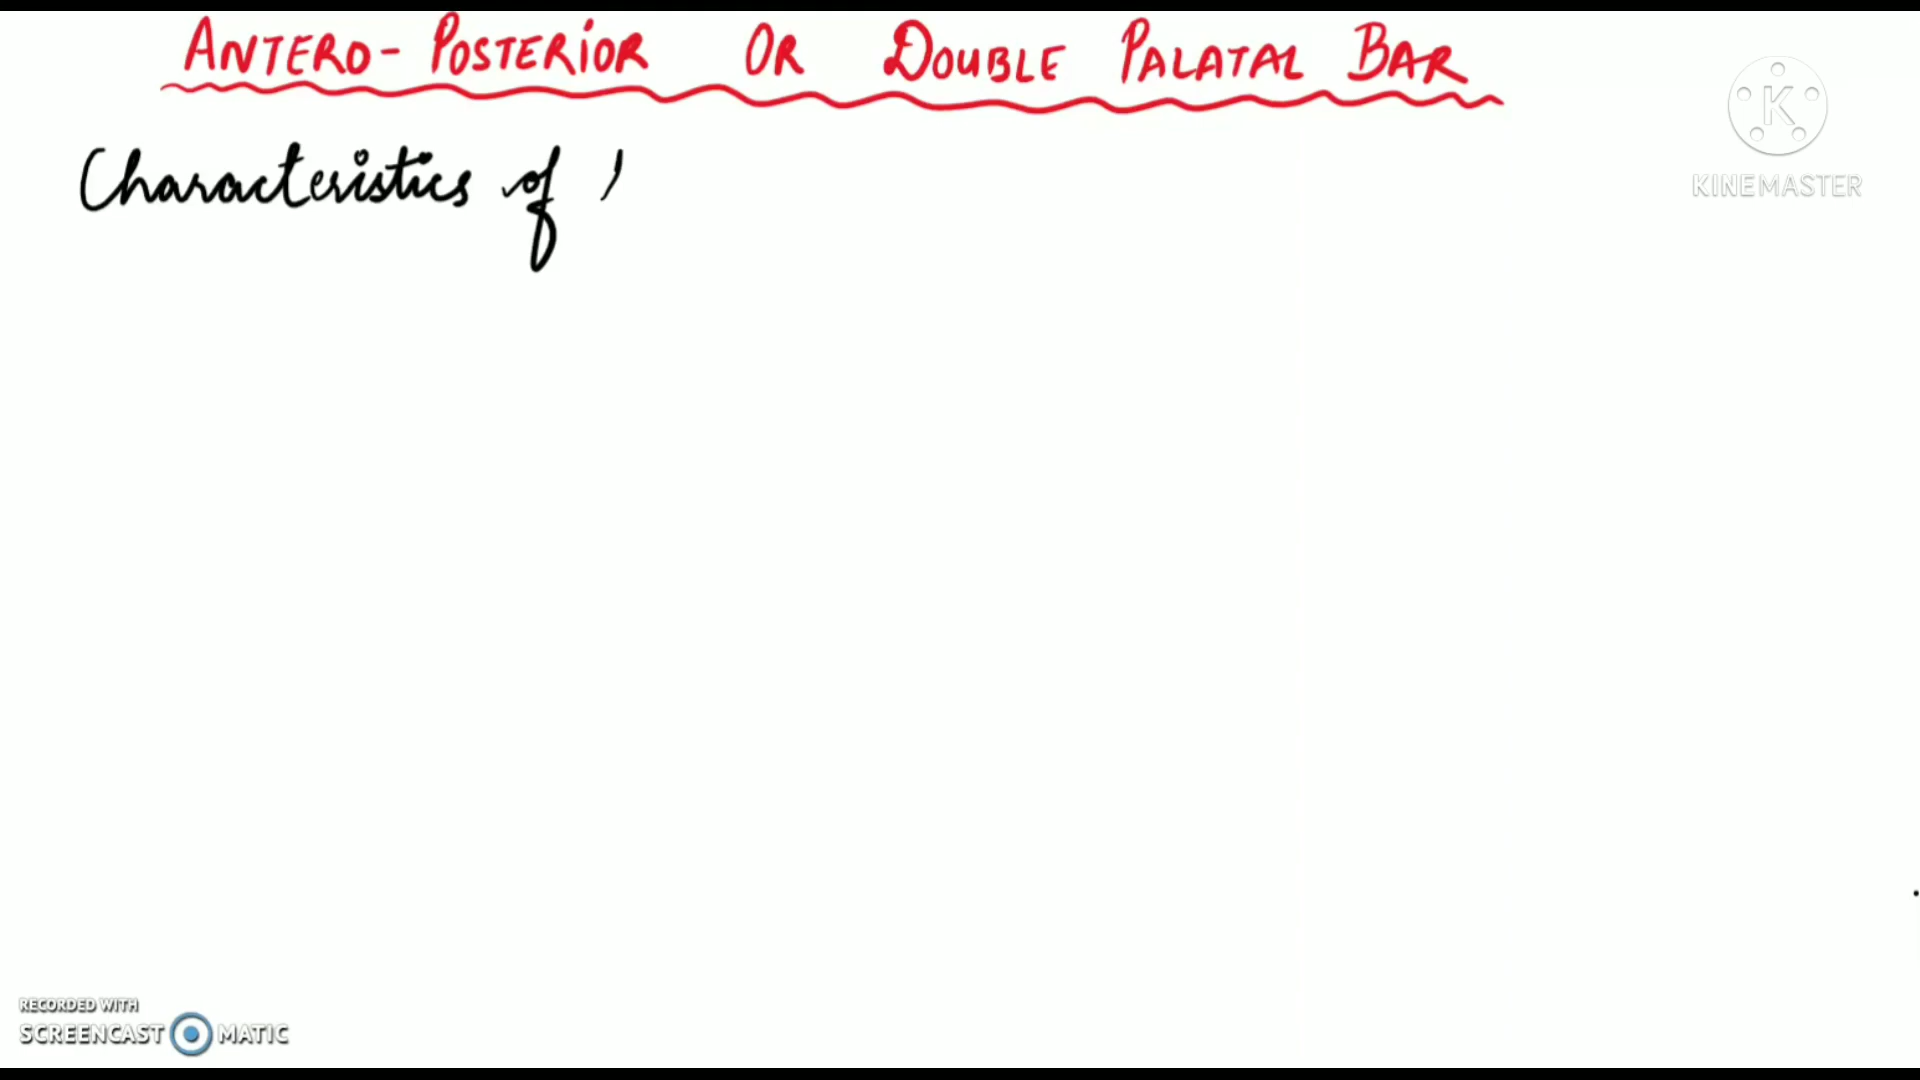 ANTERO-POSTERIOR OR DOUBLE PALATAL BAR
Characteristics of
K
KINEMASTER
RECORDED WITH
SCREENCAST MATIC